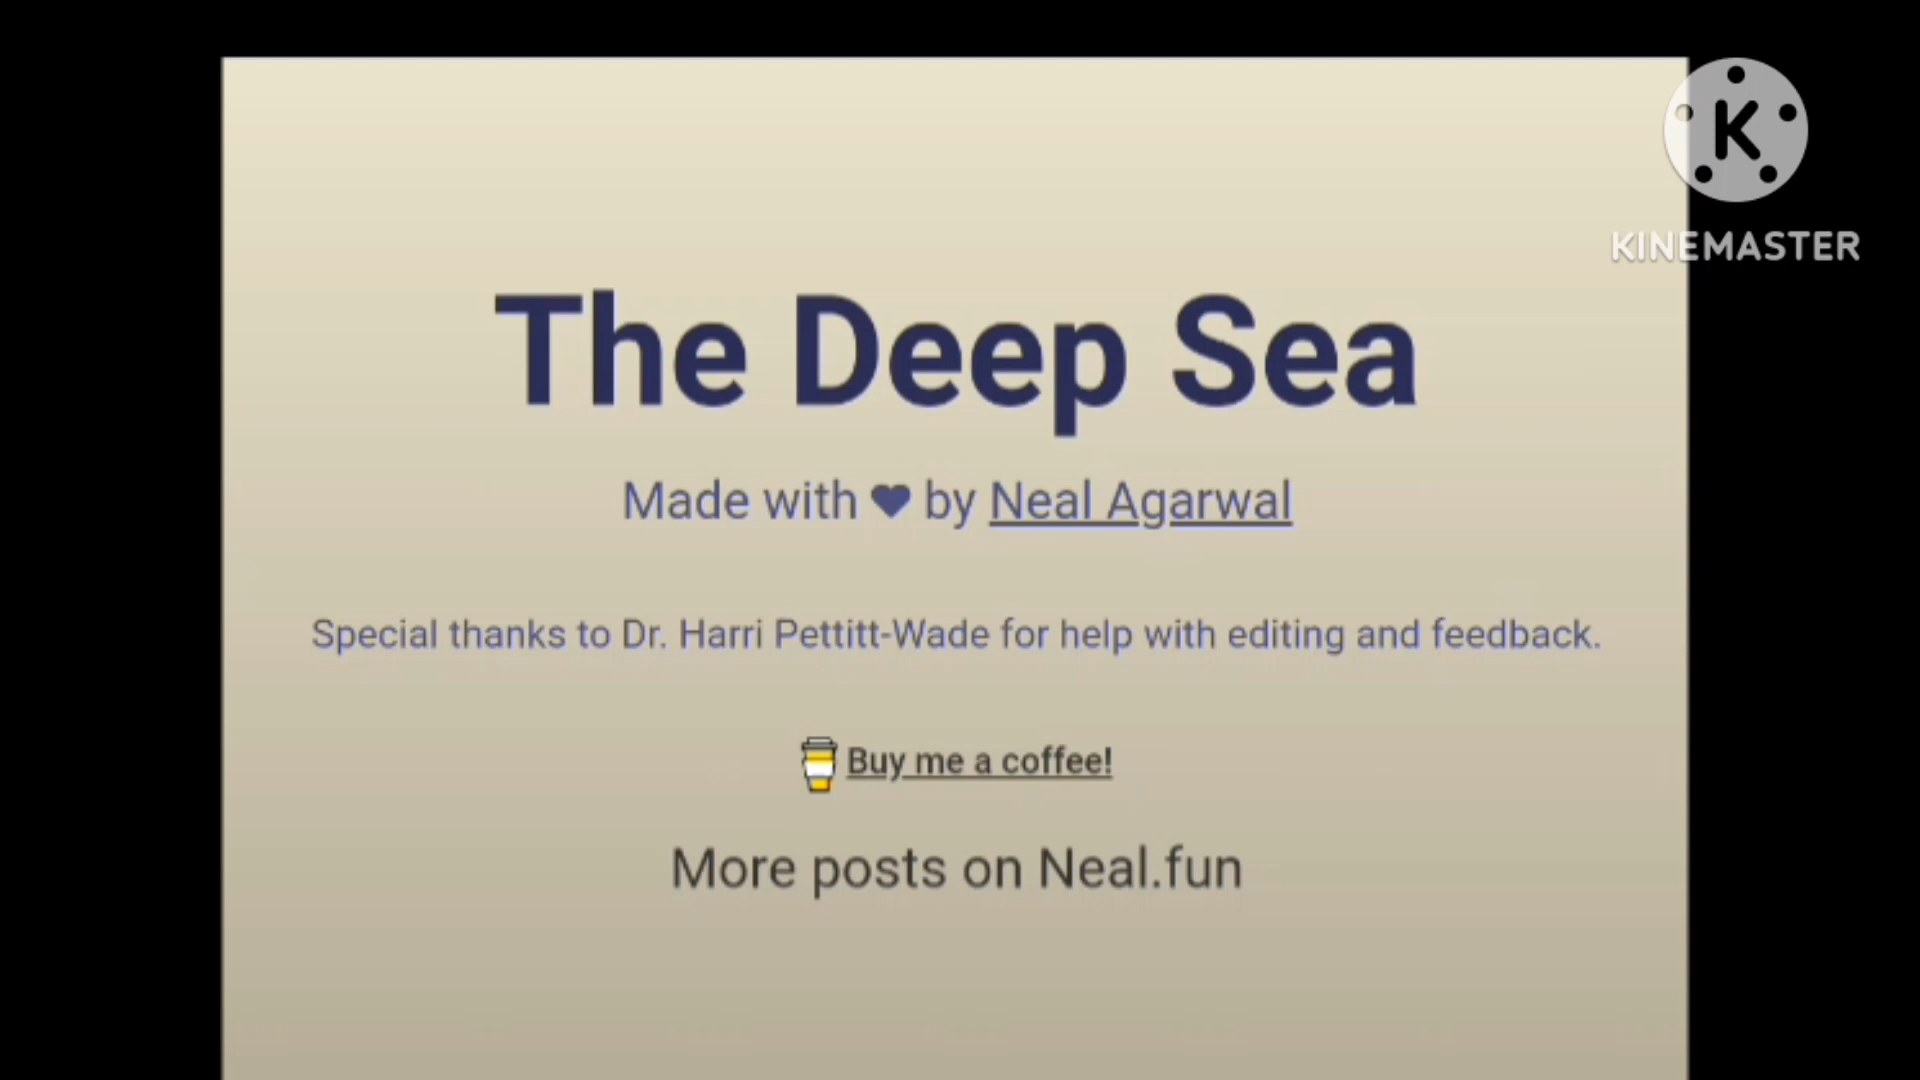 K
KINEMASTER
The Deep Sea
Made with ♥ by Neal Agarwal
Special thanks to Dr. Harri Pettitt-Wade for help with editing and feedback.
Buy me a coffee!
More posts on Neal.fun